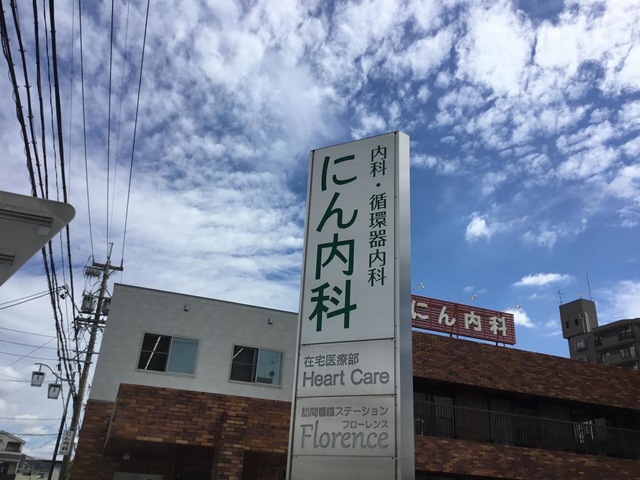 内科・循環器内科
にん内科
在宅医療部
Heart Care
訪問看護ステーション
フローレンス
Florence
にん内科